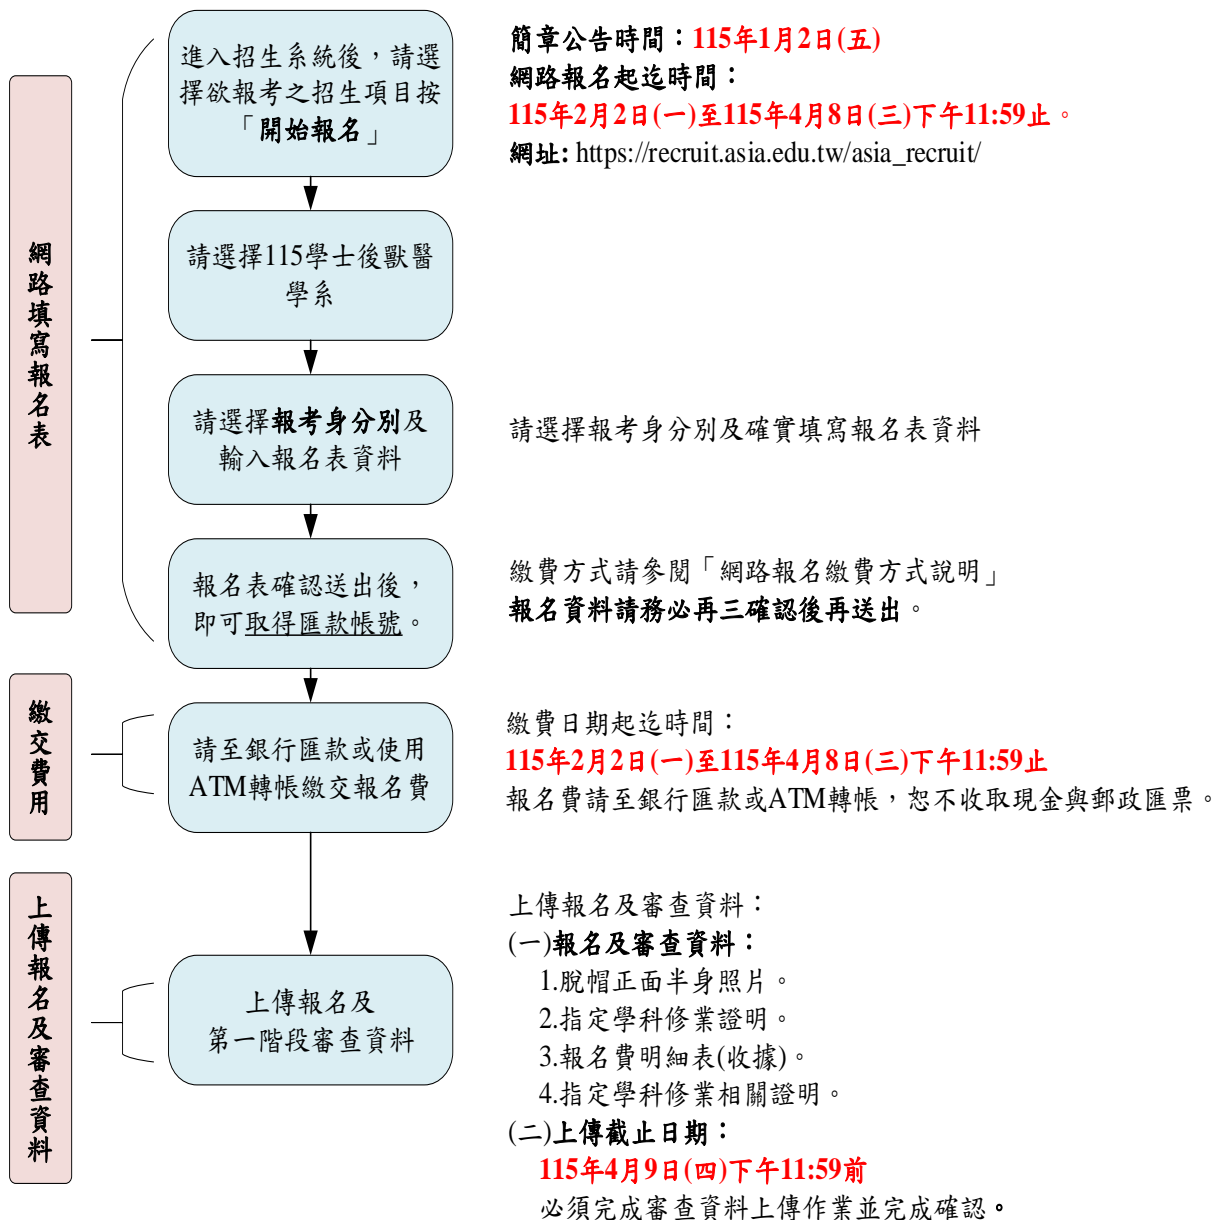 網路填寫報名表
進入招生系統後，請選
擇欲報考之招生項目按
「開始報名」
簡章公告時間：115年1月2日(五)
網路報名起迄時間：
115年2月2日(一)至115年4月8日(三)下午11:59止。
網址: https://recruit.asia.edu.tw/asia_recruit/
請選擇115學士後獸醫
學系
請選擇報考身分別及
輸入報名表資料
請選擇報考身分別及確實填寫報名表資料
報名表確認送出後，
即可取得匯款帳號。
繳費方式請參閱「網路報名繳費方式說明」
報名資料請務必再三確認後再送出。
繳交費用
請至銀行匯款或使用
ATM轉帳繳交報名費
繳費日期起迄時間：
115年2月2日(一)至115年4月8日(三)下午11:59止
報名費請至銀行匯款或ATM轉帳，恕不收取現金與郵政匯票。
上傳報名及審查資料
上傳報名及
第一階段審查資料
上傳報名及審查資料：
(一)報名及審查資料：
1.脫帽正面半身照片。
2.指定學科修業證明。
3.報名費明細表(收據)。
4.指定學科修業相關證明。
(二)上傳截止日期：
115年4月9日(四)下午11:59前
必須完成審查資料上傳作業並完成確認。